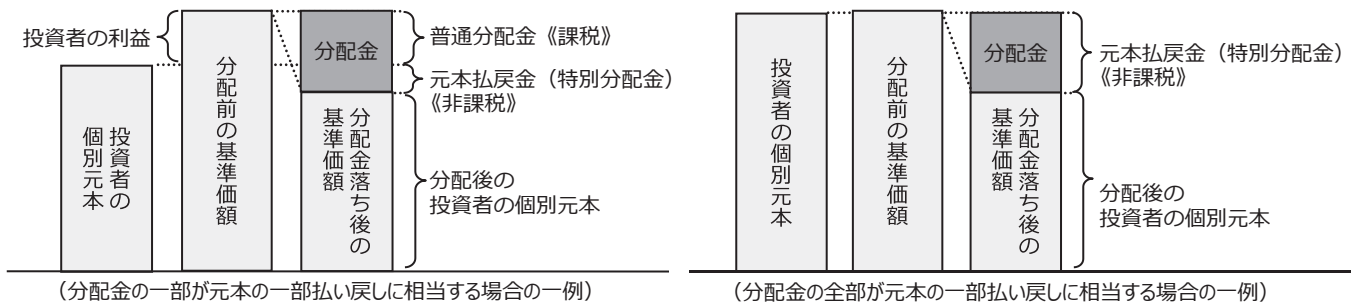 投資者の利益
投資者の
個別元本
分配前の基準価額
分配金
分配金落ち後の
基準価額
普通分配金《課税》
元本払戻金（特別分配金）
《非課税》
分配後の
投資者の個別元本
（分配金の一部が元本の一部払い戻しに相当する場合の一例）
投資者の個別元本
分配前の基準価額
分配金
分配金落ち後の
基準価額
元本払戻金（特別分配金）
《非課税》
分配後の
投資者の個別元本
（分配金の全部が元本の一部払い戻しに相当する場合の一例）